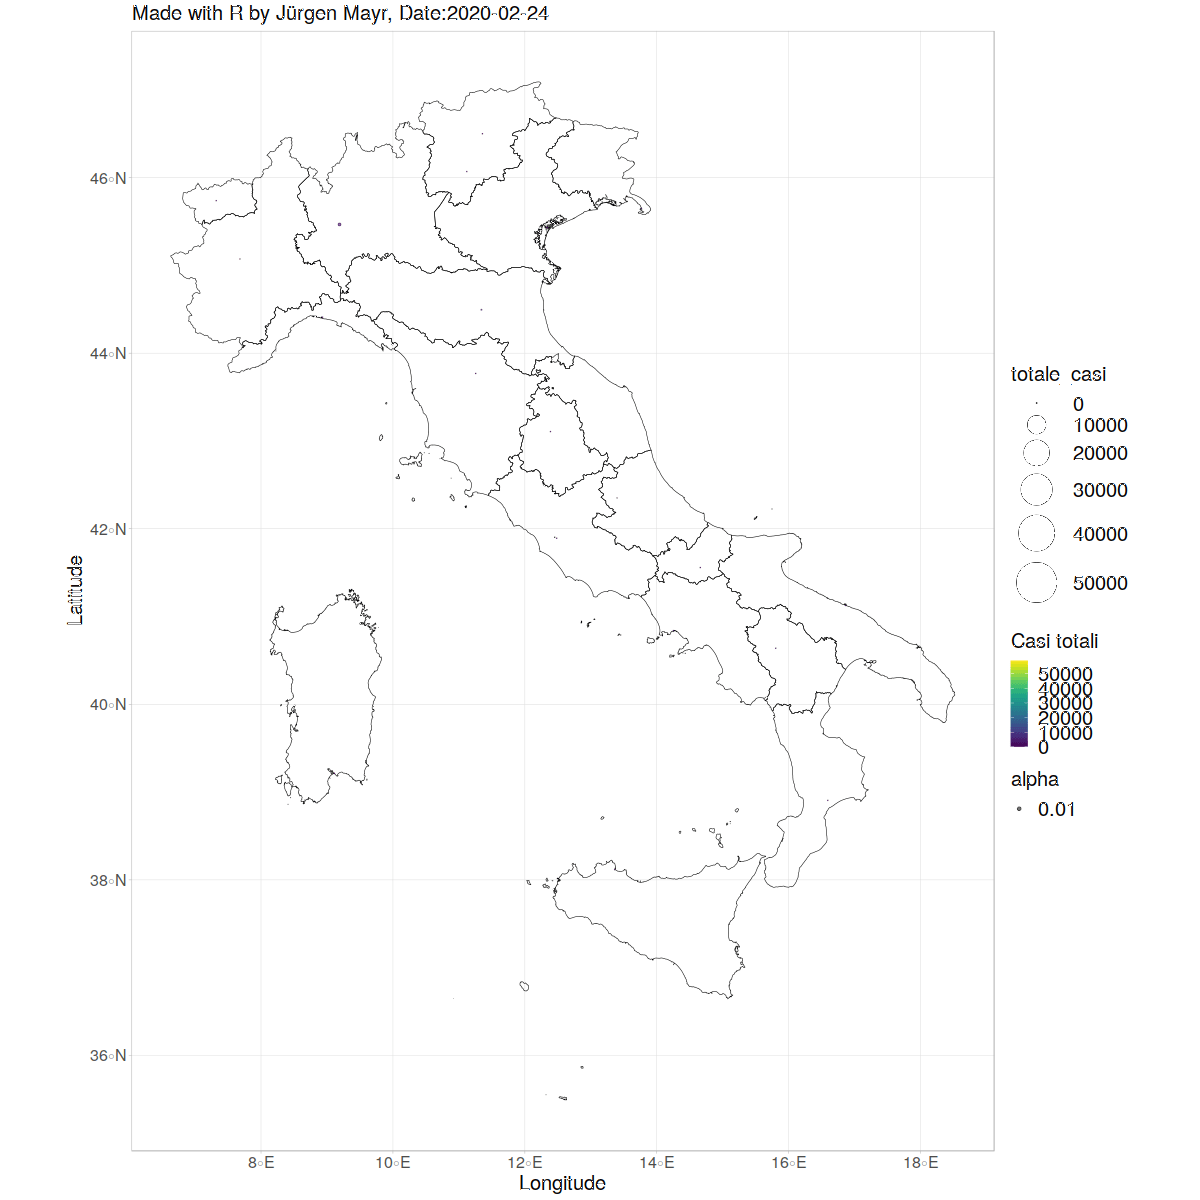 Made with R by Jürgen Mayr, Date:2020-02-24
46°N
44°N
42°N
40°N
38°N
36°N
Latitude
8°E
10°E
12°E
14°E
16°E
18°E
Longitude
totale_casi
0
10000
20000
30000
40000
50000
Casi totali
50000
40000
30000
20000
10000
0
alpha
0.01